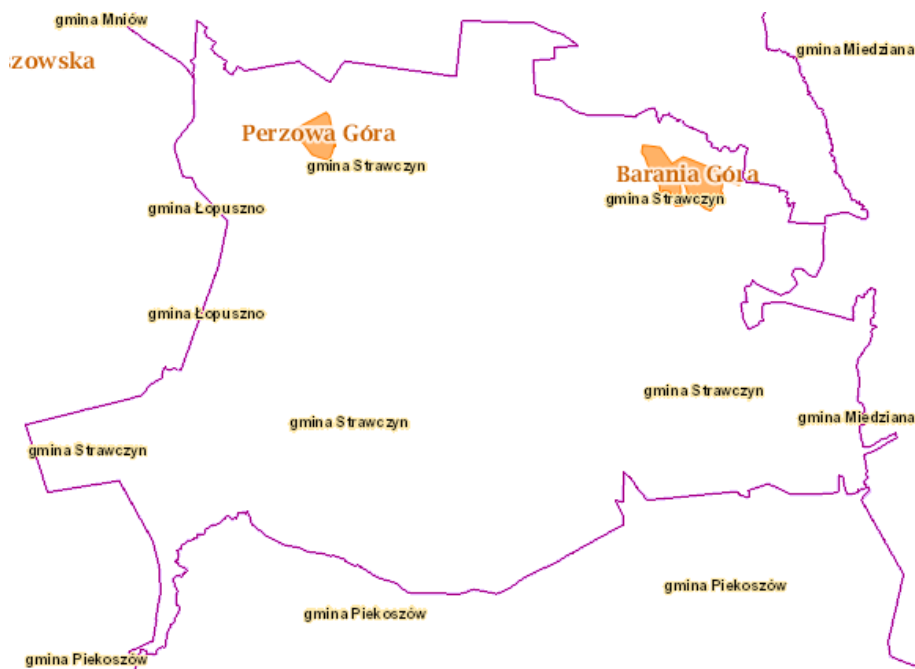 gmina Mniów
gmina Miedziana
zowska
Perzowa Góra
gmina Strawczyn
Barania Góra
gmina Strawczyn
gmina Łopuszno
gmina Łopuszno
gmina Strawczyn
gmina Strawczyn
gmina Miedziana
gmina Strawczyn
gmina Piekoszów
gmina Piekoszów
gmina Piekoszów